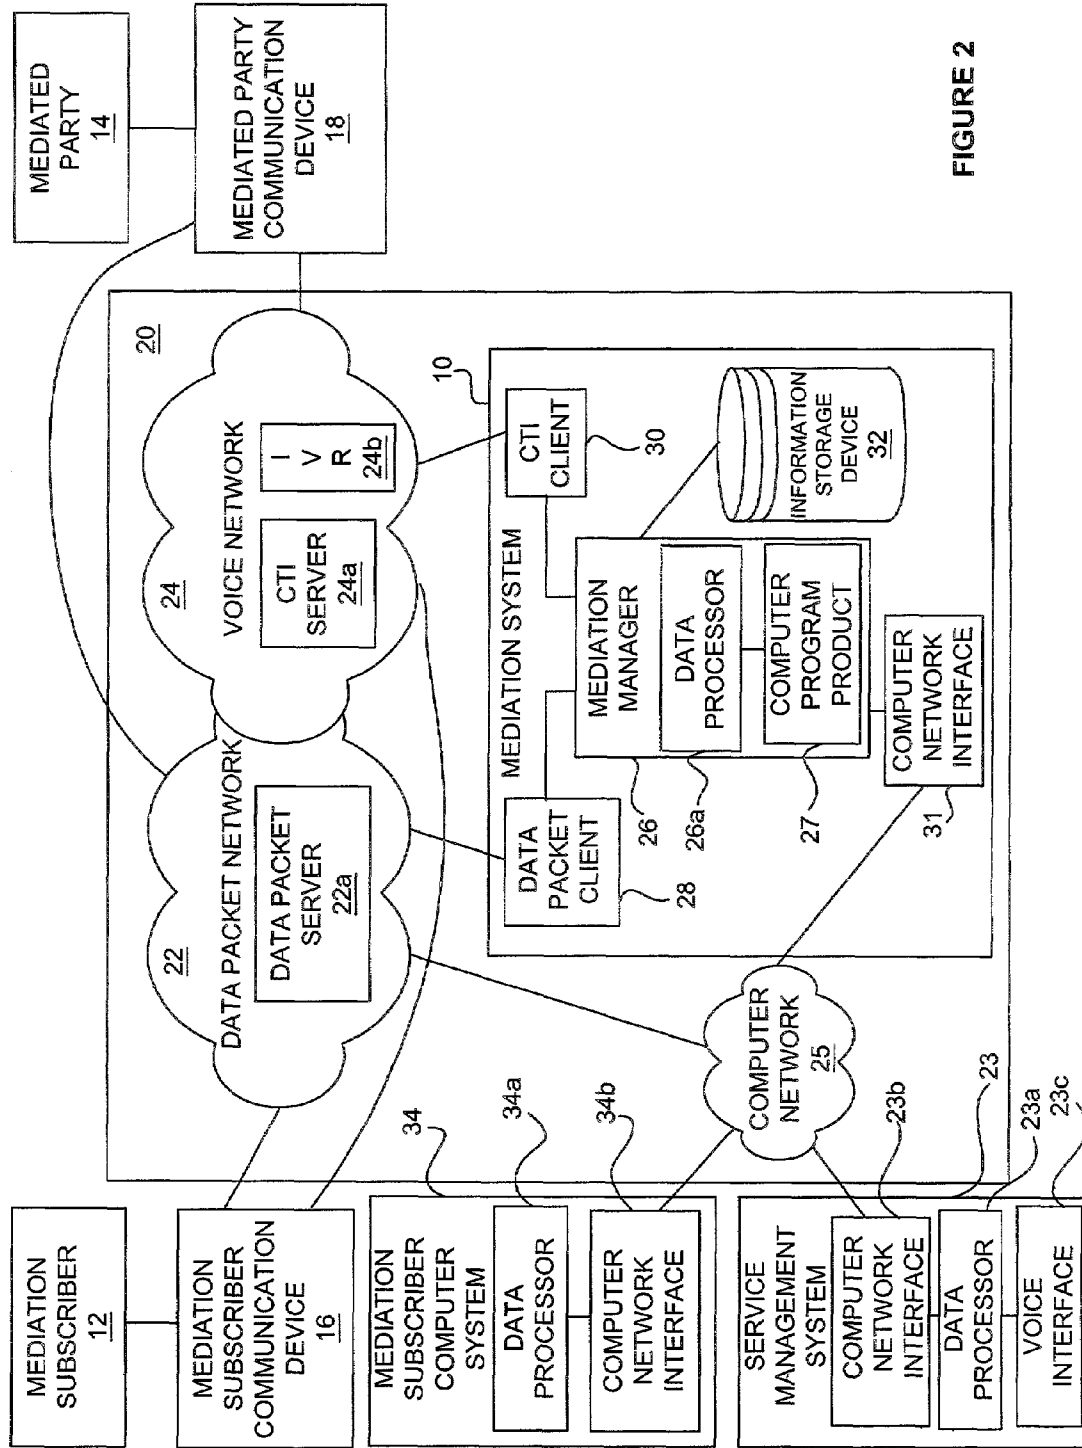 MEDIATION
SUBSCRIBER
12
MEDIATION
SUBSCRIBER
COMMUNICATION
DEVICE
16
MEDIATION
SUBSCRIBER
COMPUTER
SYSTEM
34
DATA
PROCESSOR
34a
COMPUTER
NETWORK
INTERFACE
34b
SERVICE
MANAGEMENT
SYSTEM
COMPUTER
NETWORK
INTERFACE
23b
DATA
PROCESSOR
VOICE
INTERFACE
23
23a
23c
20
22
DATA PACKET NETWORK
DATA PACKET
SERVER
22a
24
VOICE NETWORK
CTI
SERVER
24a
I
V
R
24b
COMPUTER
NETWORK
25
MEDIATION SYSTEM
10
DATA
PACKET
CLIENT
28
CTI
CLIENT
30
MEDIATION
MANAGER
26
DATA
PROCESSOR
26a
COMPUTER
PROGRAM
PRODUCT
27
COMPUTER
NETWORK
INTERFACE
31
INFORMATION
STORAGE
DEVICE
32
MEDIATED
PARTY
14
MEDIATED PARTY
COMMUNICATION
DEVICE
18
FIGURE 2